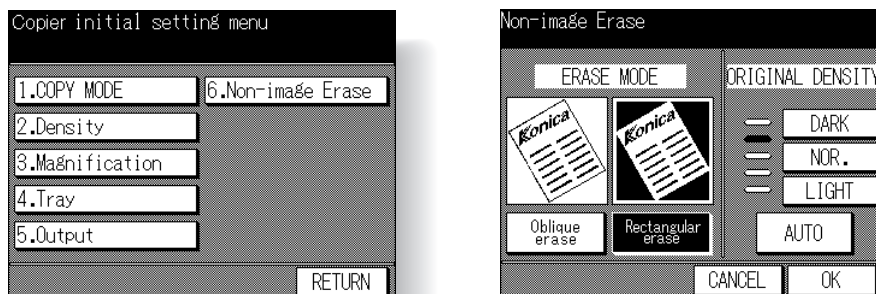 Copier initial setting menu
1.COPY MODE
6.Non-image Erase
2.Density
3.Magnification
4.Tray
5.Output
RETURN
Non-image Erase
ERASE MODE
ORIGINAL DENSITY
Konica
Konica
DARK
NOR.
LIGHT
Oblique
erase
Rectangular
erase
AUTO
CANCEL
OK